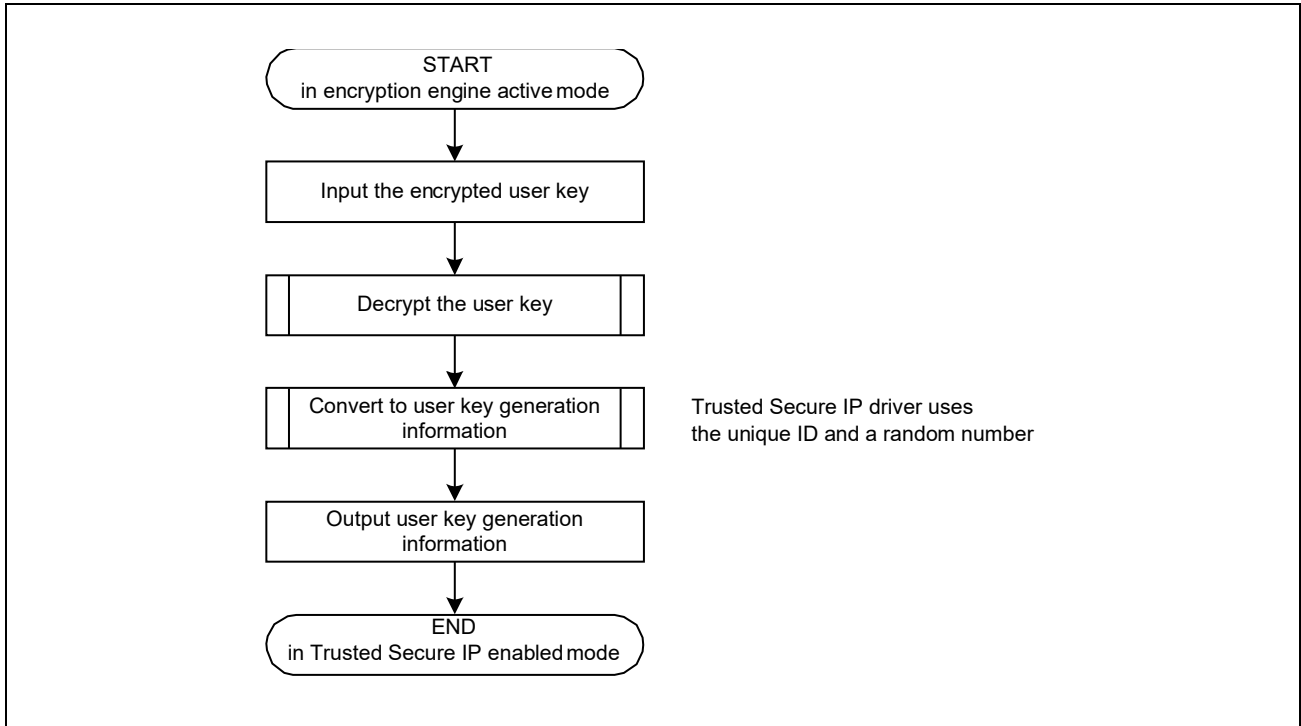 START
in encryption engine active mode
Input the encrypted user key
Decrypt the user key
Convert to user key generation
information
Trusted Secure IP driver uses
the unique ID and a random number
Output user key generation
information
END
in Trusted Secure IP enabled mode